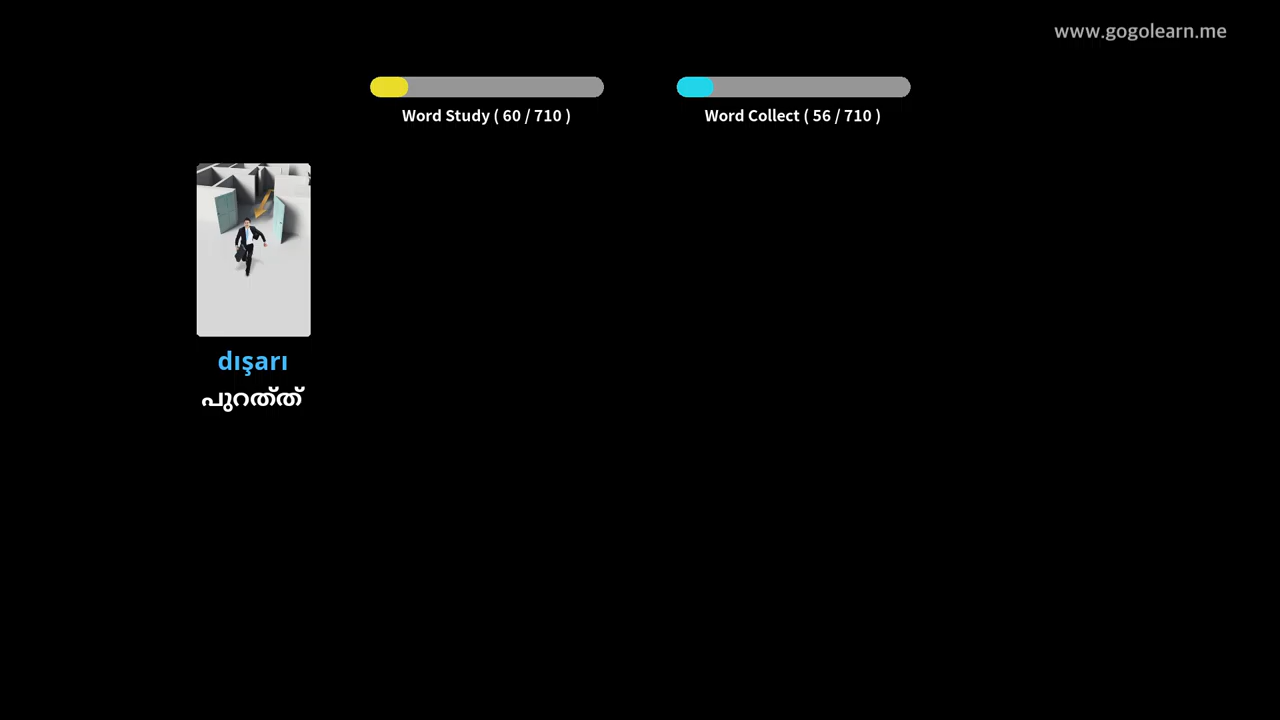 www.gogolearn.me
Word Study ( 60 / 710 )
Word Collect ( 56 / 710 )
dışarı
പുറത്ത്